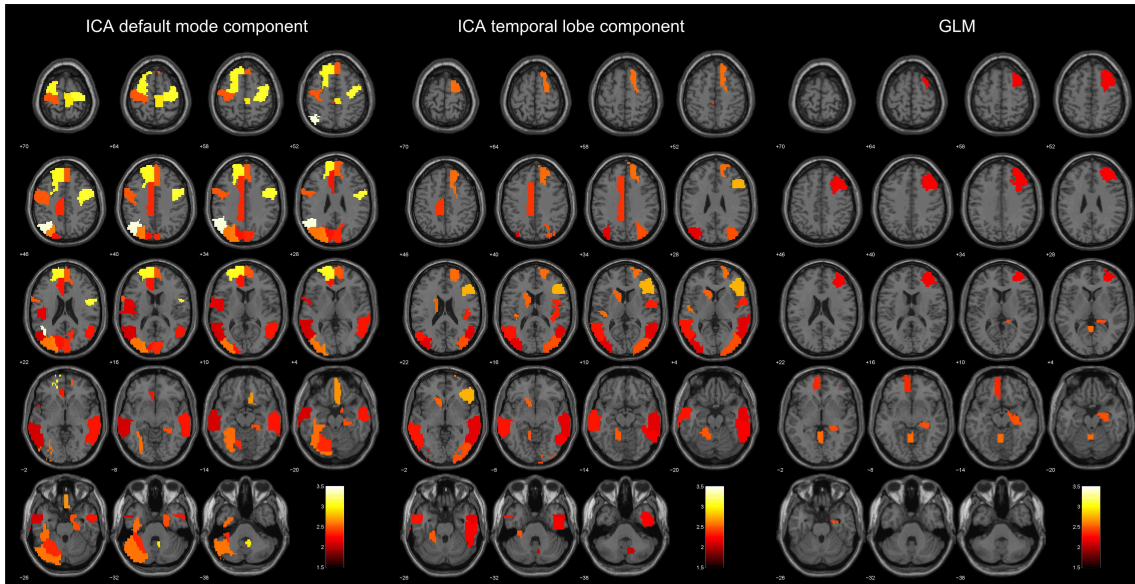 ICA default mode component ICA temporal lobe component GLM
+70 +64 +58 +52 +70 +64 +58 +52 +70 +64 +58 +52
+46 +40 +34 +28 +46 +40 +34 +28 +46 +40 +34 +28
+22 +16 +10 +4 +22 +16 +10 +4 +22 +16 +10 +4
−2 −8 −14 −20 −2 −8 −14 −20 −2 −8 −14 −20
3.5 3.5 3.5
3 3 3
2.5 2.5 2.5
2 2 2
1.5 1.5 1.5
−26 −32 −38 −26 −32 −38 −26 −32 −38